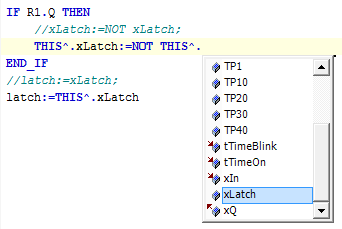 IF R1.Q THEN
//xLatch:=NOT xLatch;
THIS^.xLatch:=NOT THIS^.
END_IF
//latch:=xLatch;
latch:=THIS^.xLatch
TP1
TP10
TP20
TP30
TP40
tTimeBlink
tTimeOn
xIn
xLatch
xQ